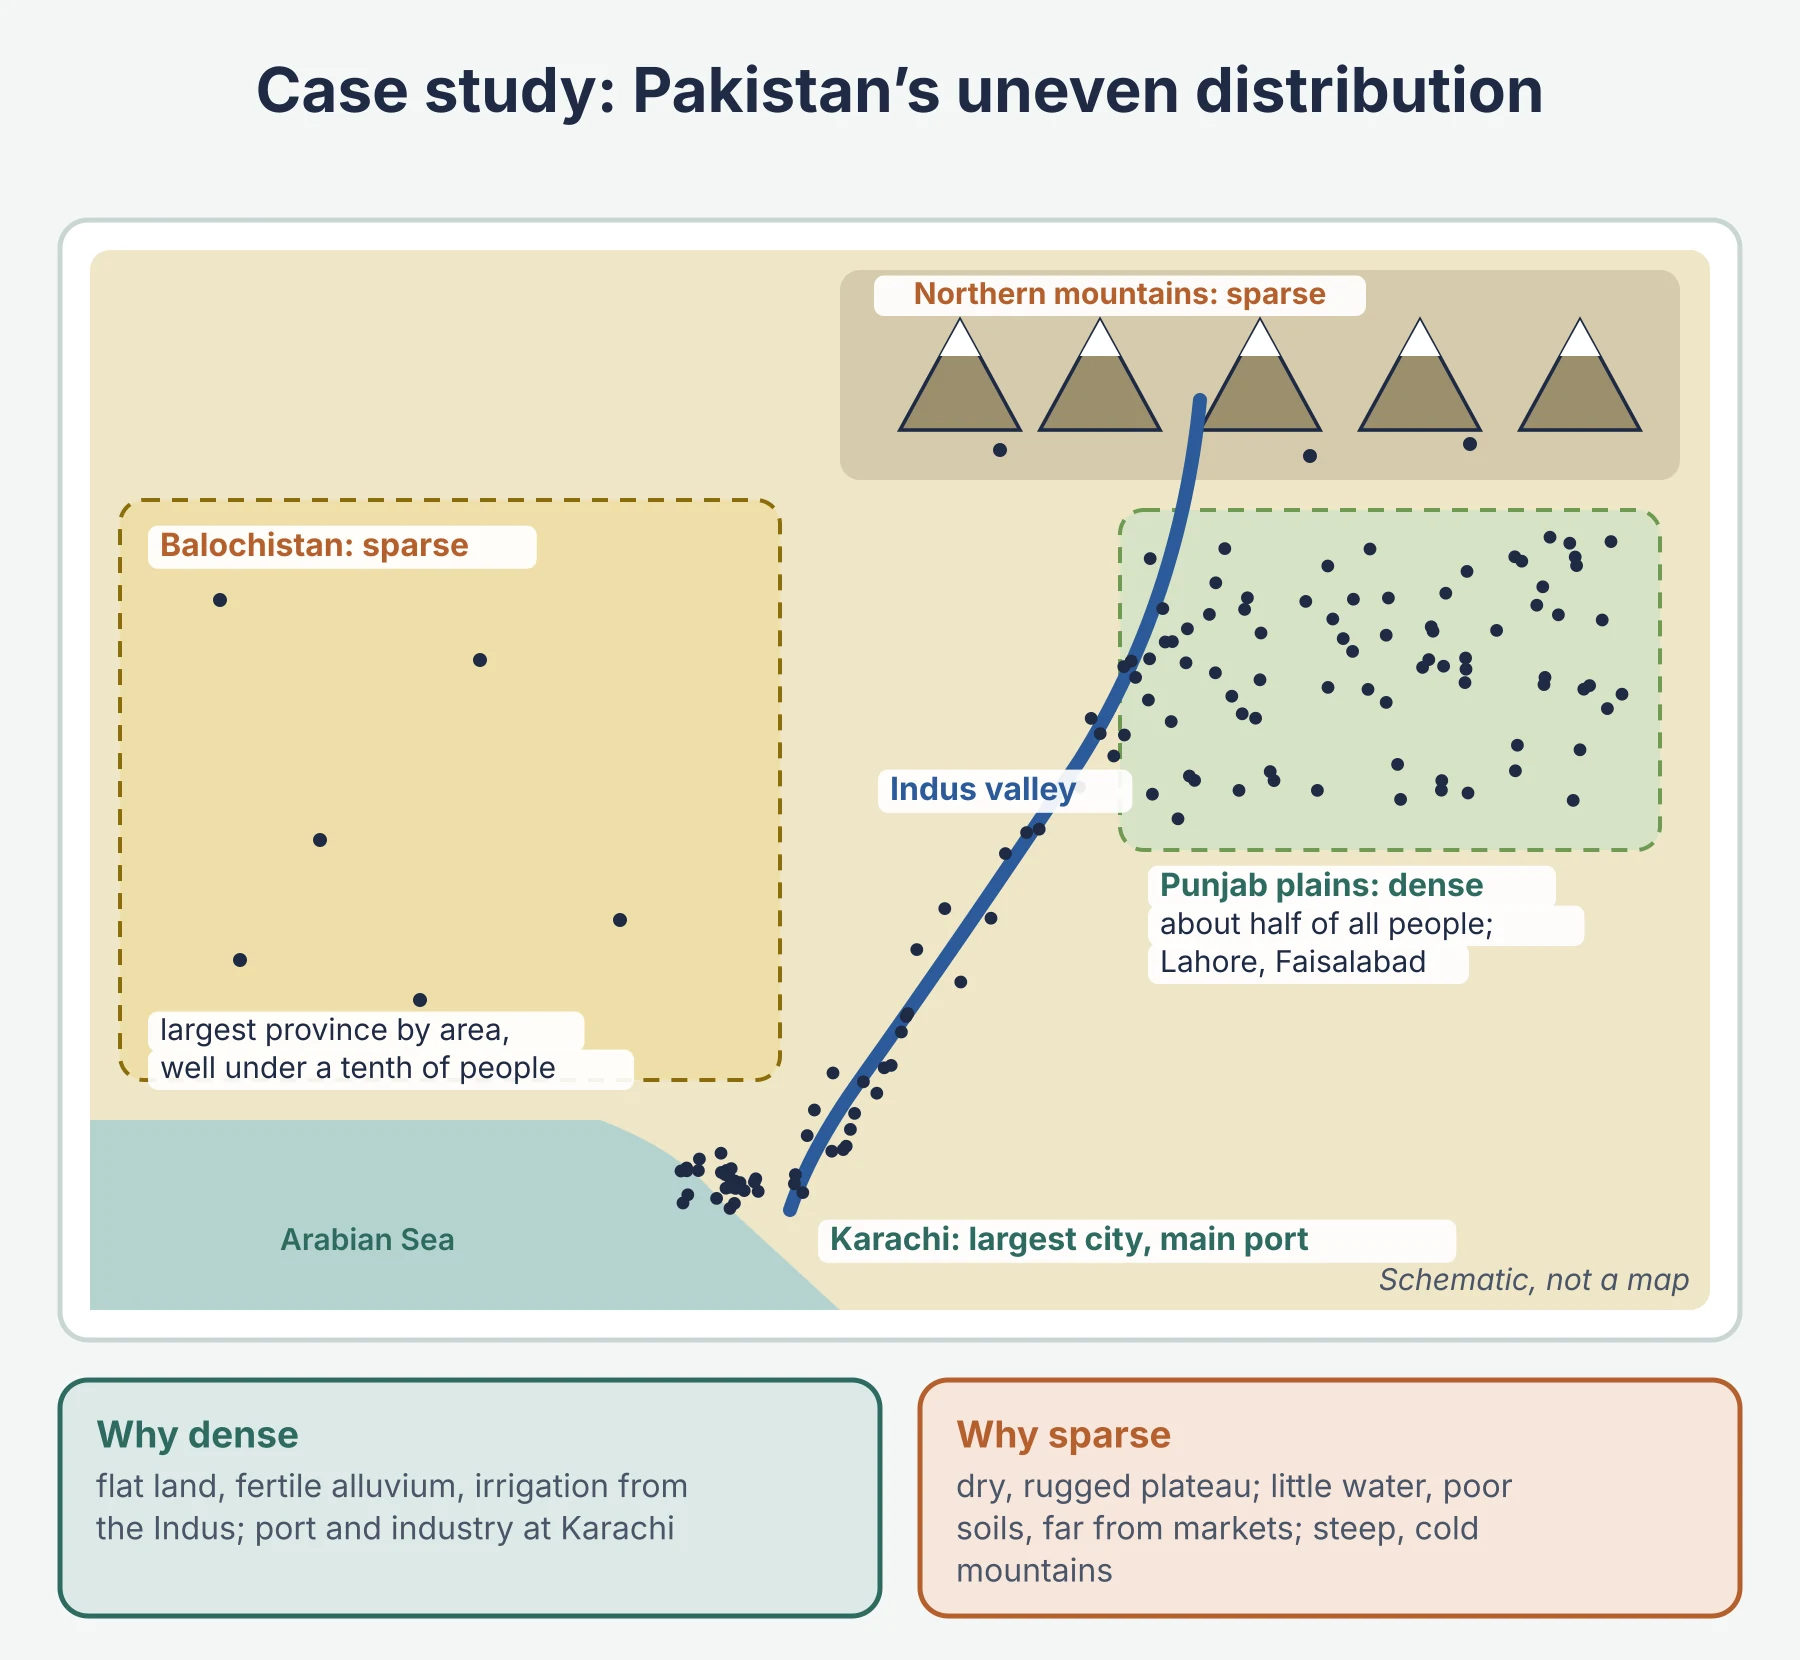 Case study: Pakistan’s uneven distribution
Northern mountains: sparse
Balochistan: sparse
Indus valley
Punjab plains: dense
about half of all people;
Lahore, Faisalabad
largest province by area,
well under a tenth of people
Arabian Sea
Karachi: largest city, main port
Schematic, not a map
Why dense
flat land, fertile alluvium, irrigation from
the Indus; port and industry at Karachi
Why sparse
dry, rugged plateau; little water, poor
soils, far from markets; steep, cold
mountains